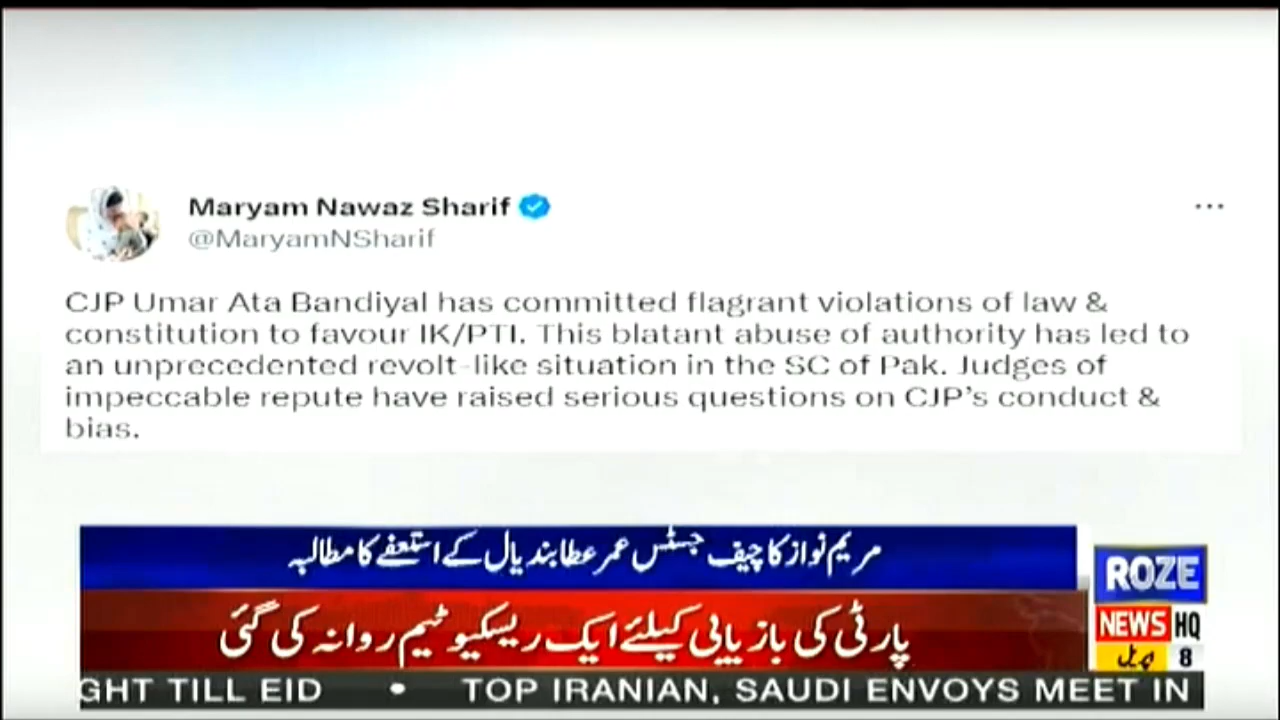 Maryam Nawaz Sharif
@MaryamNSharif
CJP Umar Ata Bandiyal has committed flagrant violations of law &
constitution to favour IK/PTI. This blatant abuse of authority has led to
an unprecedented revolt-like situation in the SC of Pak. Judges of
impeccable repute have raised serious questions on CJP's conduct &
bias.
مریم نواز کا چیف جسٹس عمر عطا بندیال کے استعفے کا مطالبہ
ROZE
پارٹی کی بازیابی کیلئے ایک ریسکیو ٹیم روانہ کی گئی
NEWS HQ
اپریل 8
GHT TILL EID • TOP IRANIAN, SAUDI ENVOYS MEET IN